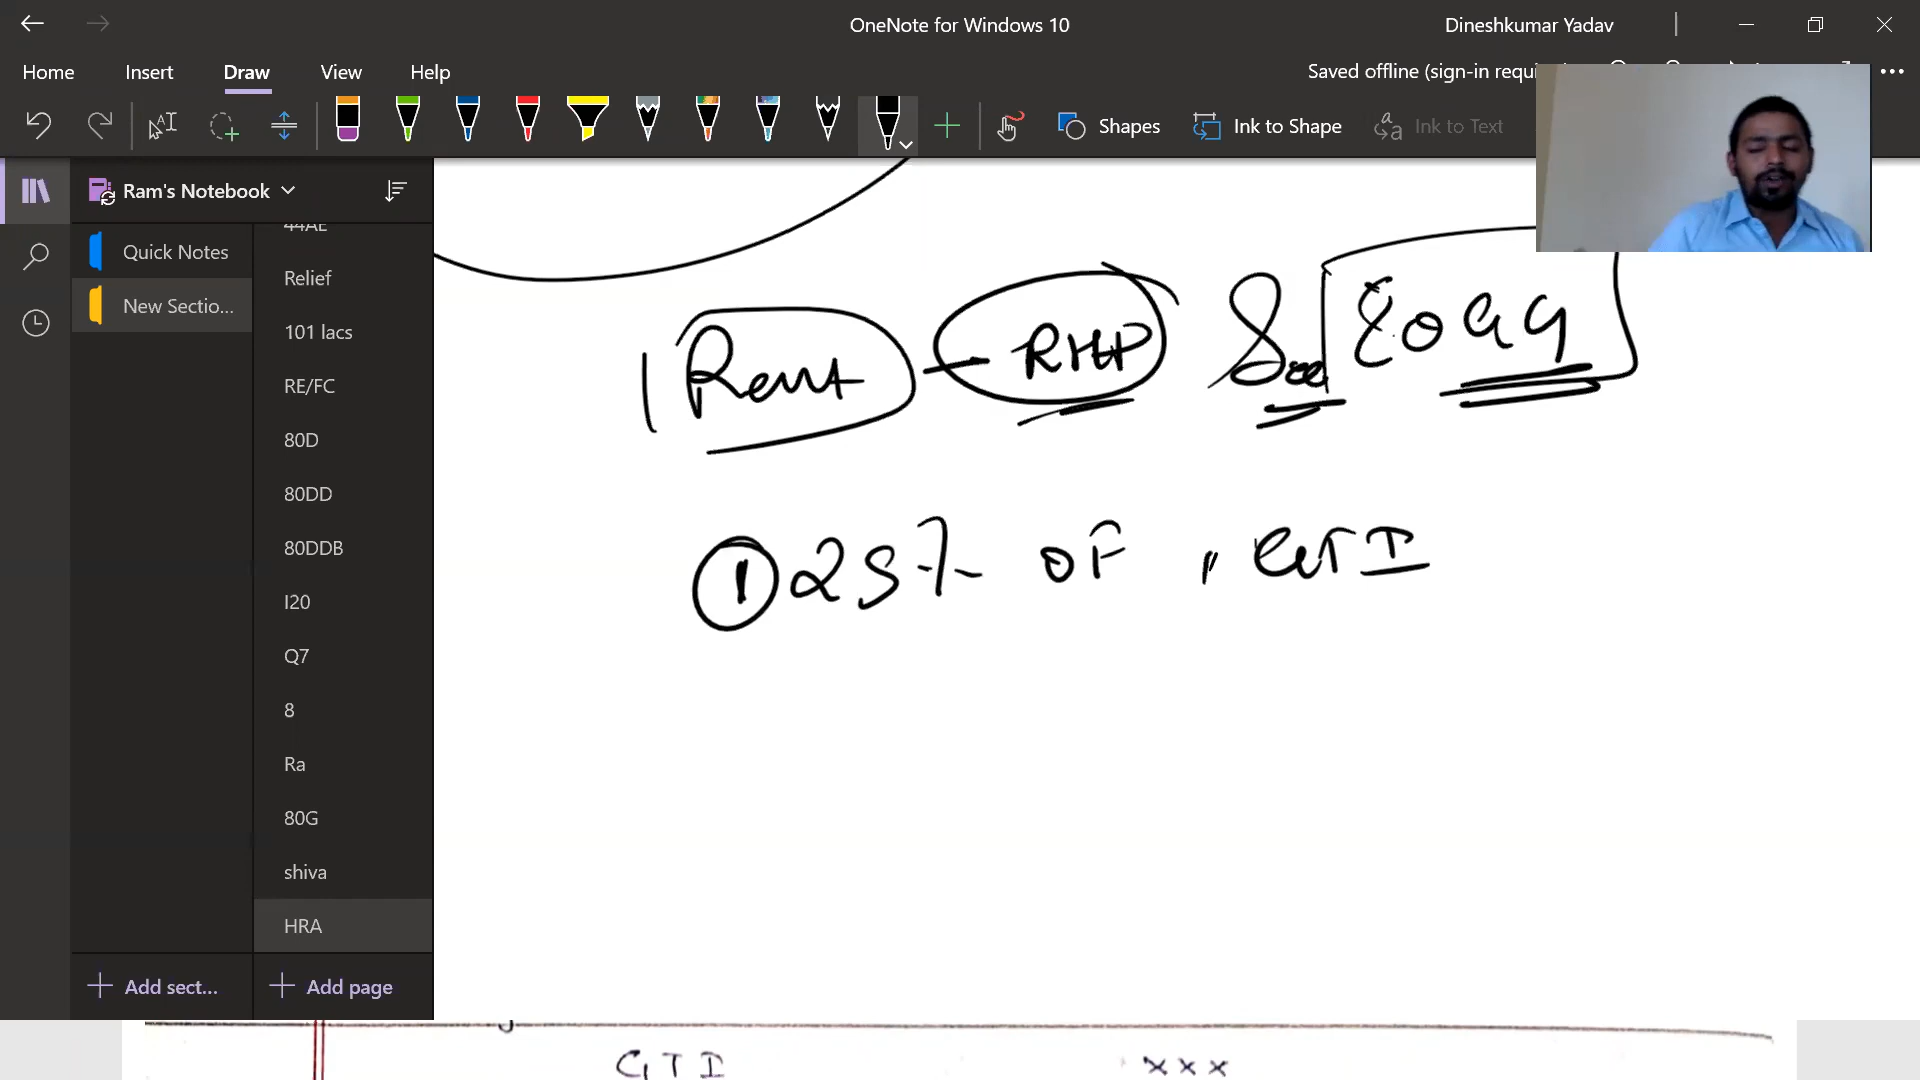 OneNote for Windows 10
Dineshkumar Yadav
Home Insert Draw View Help
Saved offline (sign-in requi
Shapes
Ink to Shape
Ink to Text
Ram's Notebook
Quick Notes
New Sectio...
44AE
Relief
101 lacs
RE/FC
80D
80DD
80DDB
I20
Q7
8
Ra
80G
shiva
HRA
Add sect...
Add page
Rent - RHP 80GG
① 25% OF GTI
GTI xxx